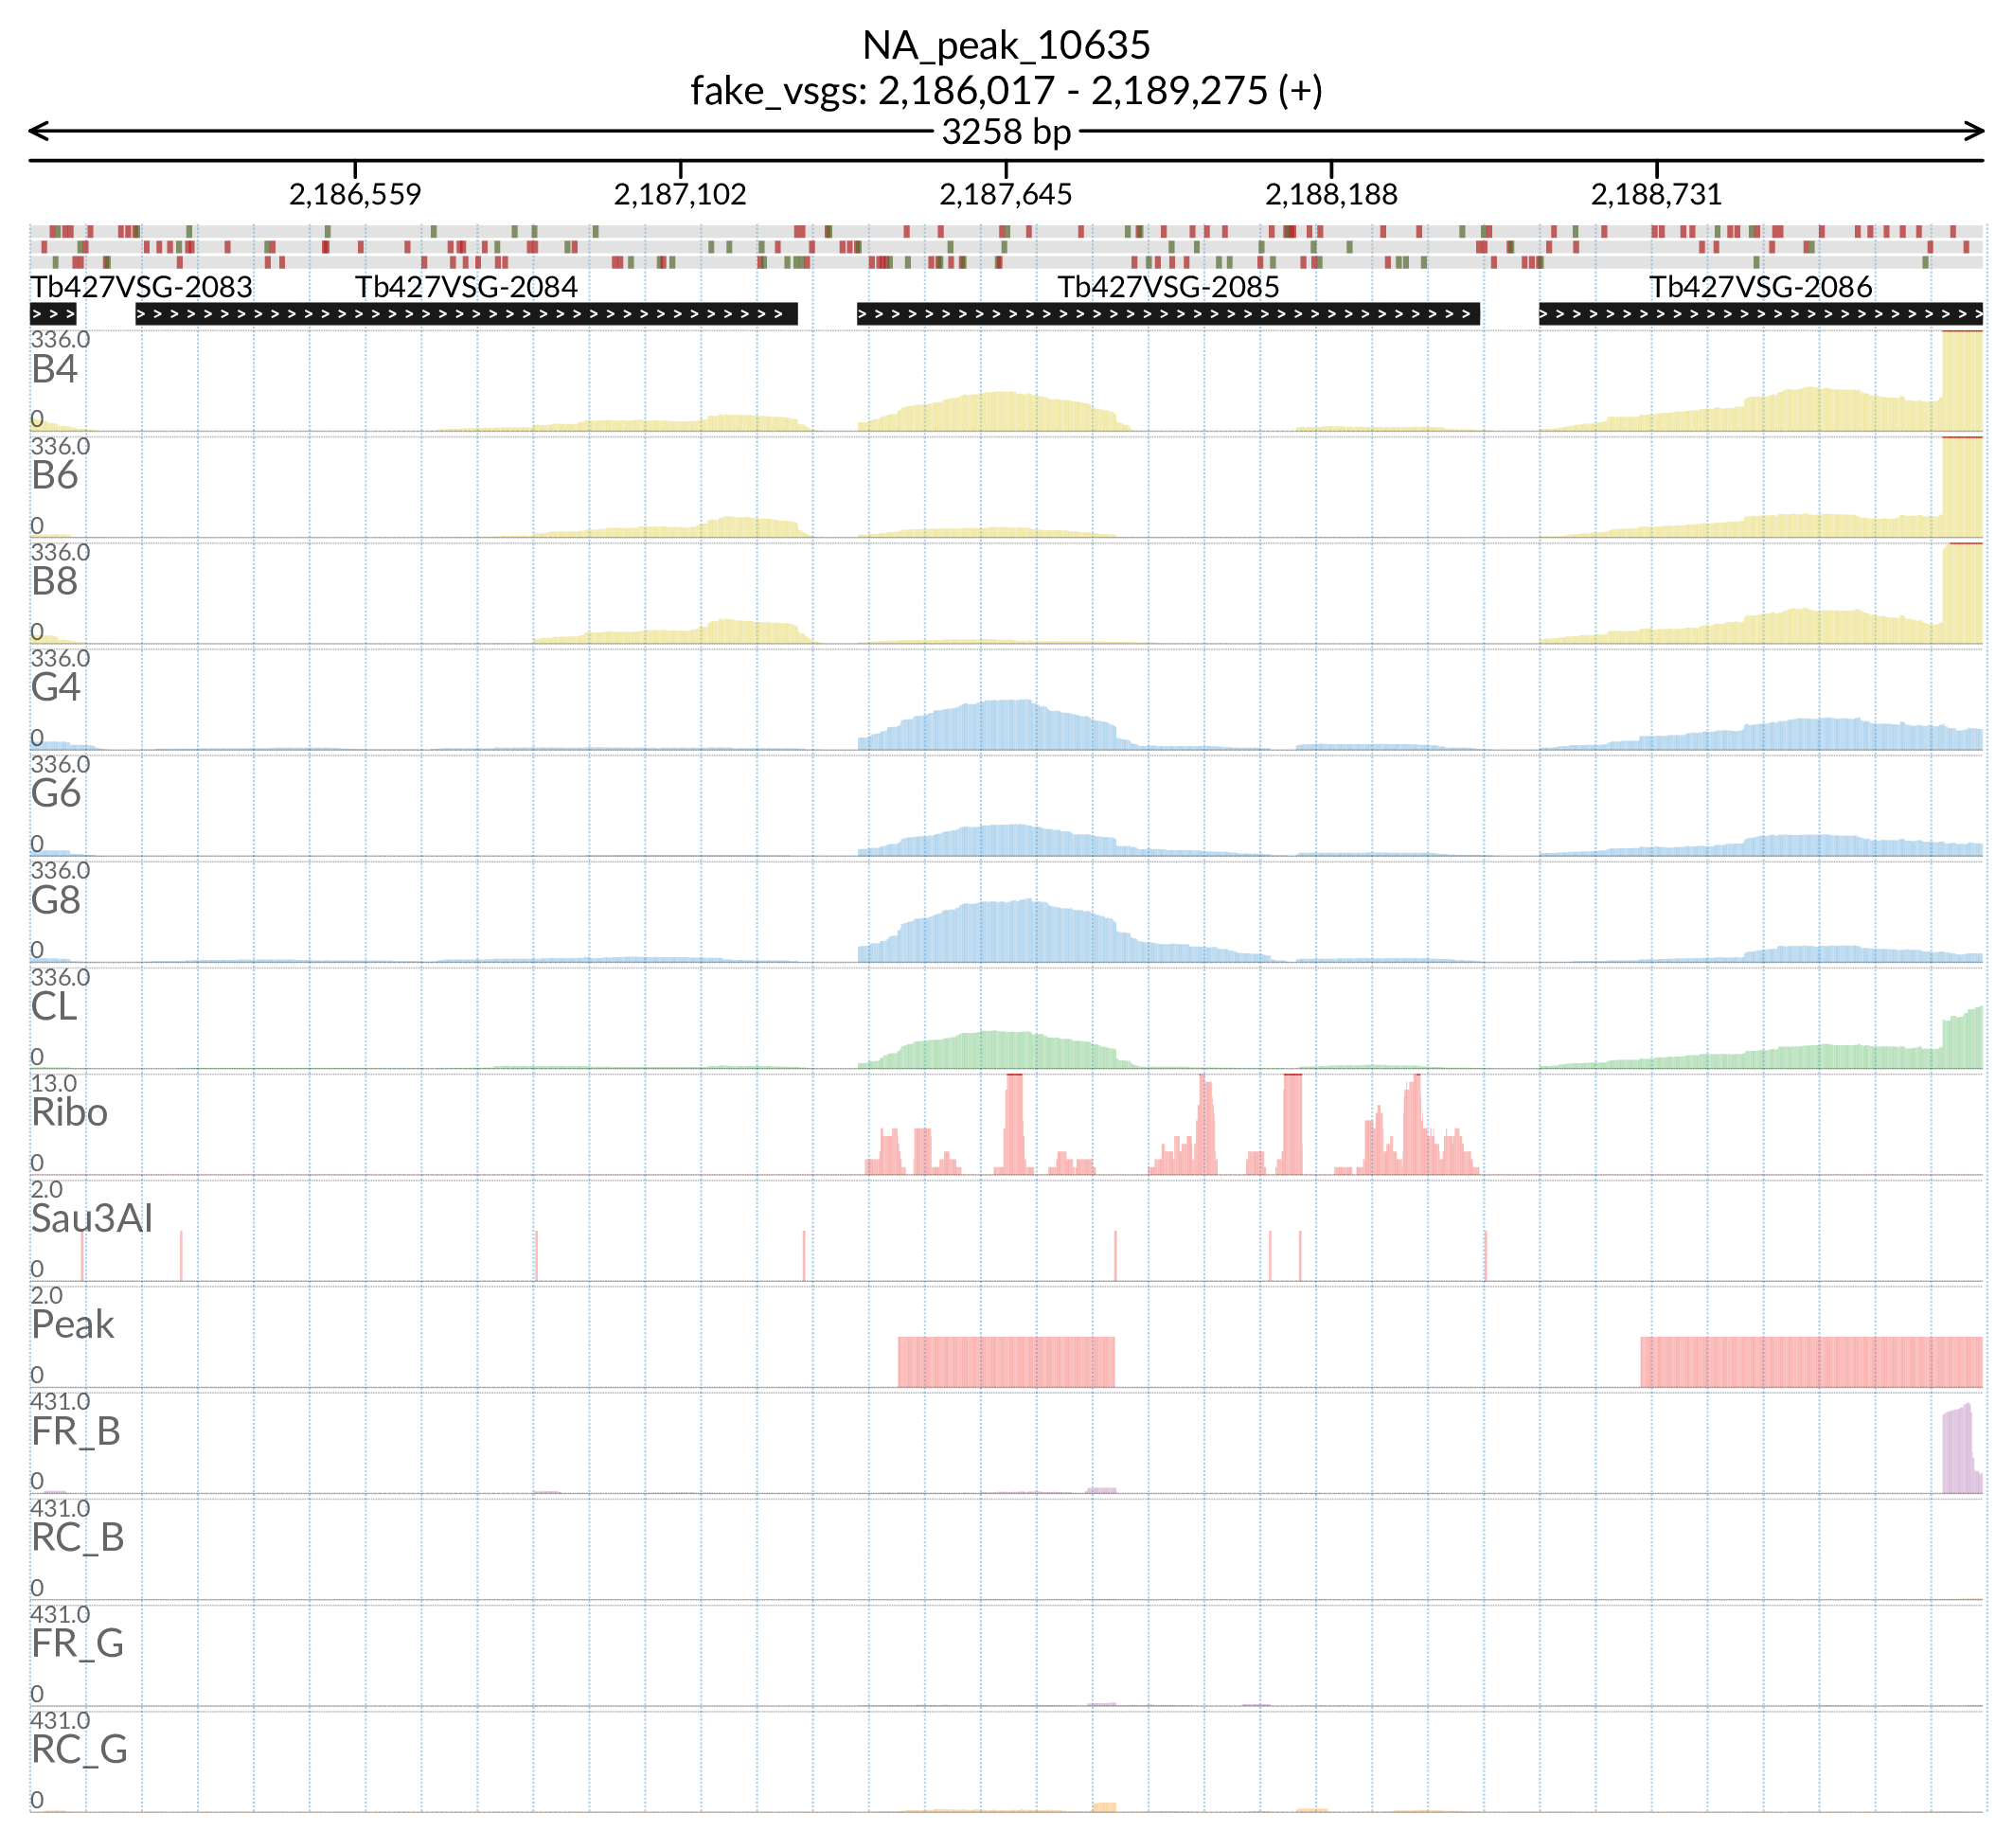 NA_peak_10635
fake_vsgs: 2,186,017 - 2,189,275 (+)
3258 bp
2,186,559 2,187,102 2,187,645 2,188,188 2,188,731
Tb427VSG-2083 Tb427VSG-2084 Tb427VSG-2085 Tb427VSG-2086
336.0
B4
0
336.0
B6
0
336.0
B8
0
336.0
G4
0
336.0
G6
0
336.0
G8
0
336.0
CL
0
13.0
Ribo
0
2.0
Sau3AI
0
2.0
Peak
0
431.0
FR_B
0
431.0
RC_B
0
431.0
FR_G
0
431.0
RC_G
0